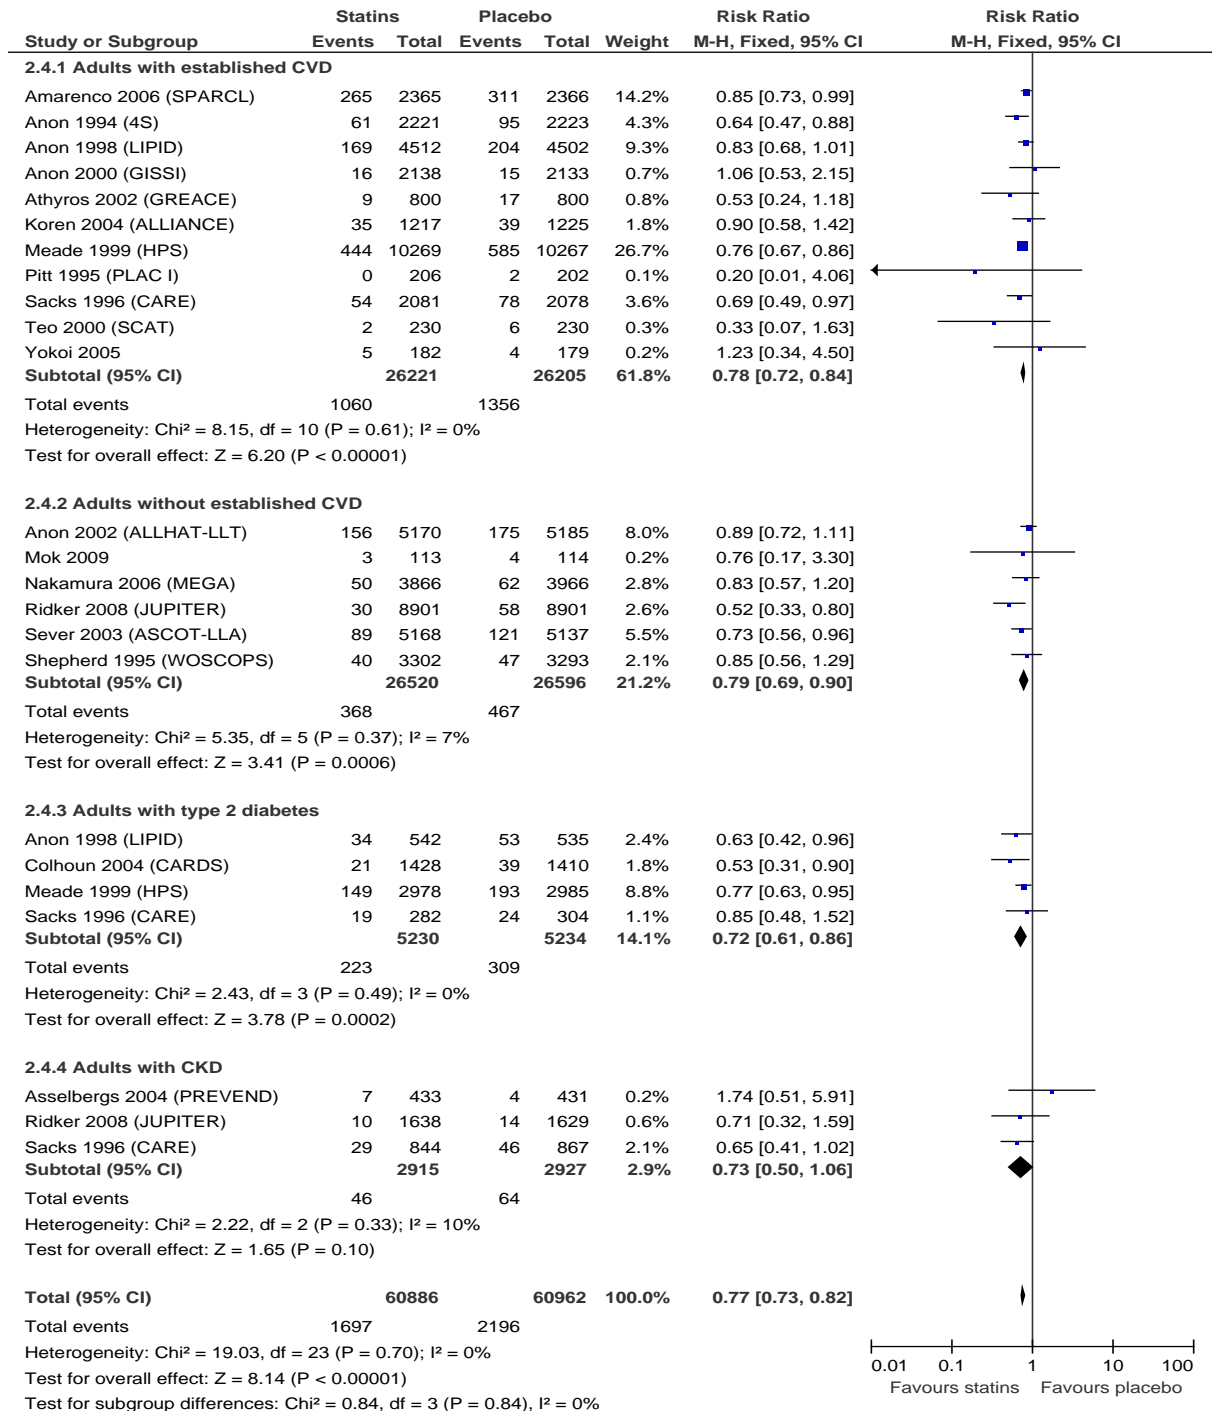 Statins Placebo Risk Ratio Risk Ratio
Study or Subgroup Events Total Events Total Weight M-H, Fixed, 95% CI M-H, Fixed, 95% CI
2.4.1 Adults with established CVD
Amarenco 2006 (SPARCL) 265 2365 311 2366 14.2% 0.85 [0.73, 0.99]
Anon 1994 (4S) 61 2221 95 2223 4.3% 0.64 [0.47, 0.88]
Anon 1998 (LIPID) 169 4512 204 4502 9.3% 0.83 [0.68, 1.01]
Anon 2000 (GISSI) 16 2138 15 2133 0.7% 1.06 [0.53, 2.15]
Athyros 2002 (GREACE) 9 800 17 800 0.8% 0.53 [0.24, 1.18]
Koren 2004 (ALLIANCE) 35 1217 39 1225 1.8% 0.90 [0.58, 1.42]
Meade 1999 (HPS) 444 10269 585 10267 26.7% 0.76 [0.67, 0.86]
Pitt 1995 (PLAC I) 0 206 2 202 0.1% 0.20 [0.01, 4.06]
Sacks 1996 (CARE) 54 2081 78 2078 3.6% 0.69 [0.49, 0.97]
Teo 2000 (SCAT) 2 230 6 230 0.3% 0.33 [0.07, 1.63]
Yokoi 2005 5 182 4 179 0.2% 1.23 [0.34, 4.50]
Subtotal (95% CI) 26221 26205 61.8% 0.78 [0.72, 0.84]
Total events 1060 1356
Heterogeneity: Chi² = 8.15, df = 10 (P = 0.61); I² = 0%
Test for overall effect: Z = 6.20 (P < 0.00001)
2.4.2 Adults without established CVD
Anon 2002 (ALLHAT-LLT) 156 5170 175 5185 8.0% 0.89 [0.72, 1.11]
Mok 2009 3 113 4 114 0.2% 0.76 [0.17, 3.30]
Nakamura 2006 (MEGA) 50 3866 62 3966 2.8% 0.83 [0.57, 1.20]
Ridker 2008 (JUPITER) 30 8901 58 8901 2.6% 0.52 [0.33, 0.80]
Sever 2003 (ASCOT-LLA) 89 5168 121 5137 5.5% 0.73 [0.56, 0.96]
Shepherd 1995 (WOSCOPS) 40 3302 47 3293 2.1% 0.85 [0.56, 1.29]
Subtotal (95% CI) 26520 26596 21.2% 0.79 [0.69, 0.90]
Total events 368 467
Heterogeneity: Chi² = 5.35, df = 5 (P = 0.37); I² = 7%
Test for overall effect: Z = 3.41 (P = 0.0006)
2.4.3 Adults with type 2 diabetes
Anon 1998 (LIPID) 34 542 53 535 2.4% 0.63 [0.42, 0.96]
Colhoun 2004 (CARDS) 21 1428 39 1410 1.8% 0.53 [0.31, 0.90]
Meade 1999 (HPS) 149 2978 193 2985 8.8% 0.77 [0.63, 0.95]
Sacks 1996 (CARE) 19 282 24 304 1.1% 0.85 [0.48, 1.52]
Subtotal (95% CI) 5230 5234 14.1% 0.72 [0.61, 0.86]
Total events 223 309
Heterogeneity: Chi² = 2.43, df = 3 (P = 0.49); I² = 0%
Test for overall effect: Z = 3.78 (P = 0.0002)
2.4.4 Adults with CKD
Asselbergs 2004 (PREVEND) 7 433 4 431 0.2% 1.74 [0.51, 5.91]
Ridker 2008 (JUPITER) 10 1638 14 1629 0.6% 0.71 [0.32, 1.59]
Sacks 1996 (CARE) 29 844 46 867 2.1% 0.65 [0.41, 1.02]
Subtotal (95% CI) 2915 2927 2.9% 0.73 [0.50, 1.06]
Total events 46 64
Heterogeneity: Chi² = 2.22, df = 2 (P = 0.33); I² = 10%
Test for overall effect: Z = 1.65 (P = 0.10)
Total (95% CI) 60886 60962 100.0% 0.77 [0.73, 0.82]
Total events 1697 2196
Heterogeneity: Chi² = 19.03, df = 23 (P = 0.70); I² = 0%
Test for overall effect: Z = 8.14 (P < 0.00001)
Test for subgroup differences: Chi² = 0.84, df = 3 (P = 0.84), I² = 0%
0.01 0.1 1 10 100
Favours statins Favours placebo